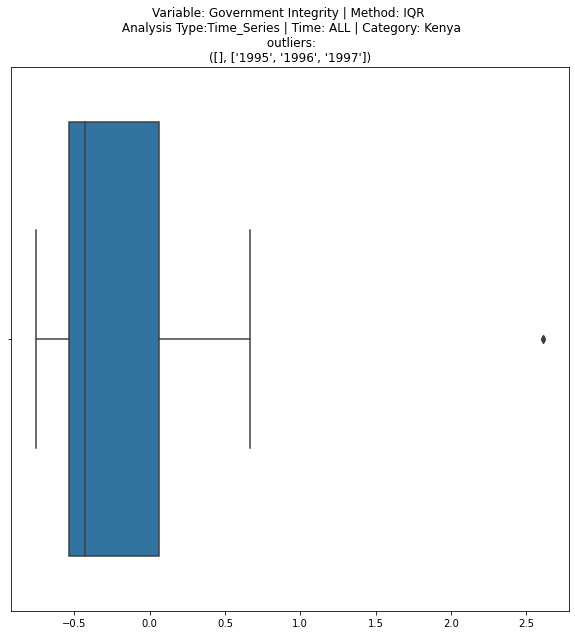 Variable: Government Integrity | Method: IQR
Analysis Type:Time_Series | Time: ALL | Category: Kenya
outliers:
([], ['1995', '1996', '1997'])
−0.5 0.0 0.5 1.0 1.5 2.0 2.5